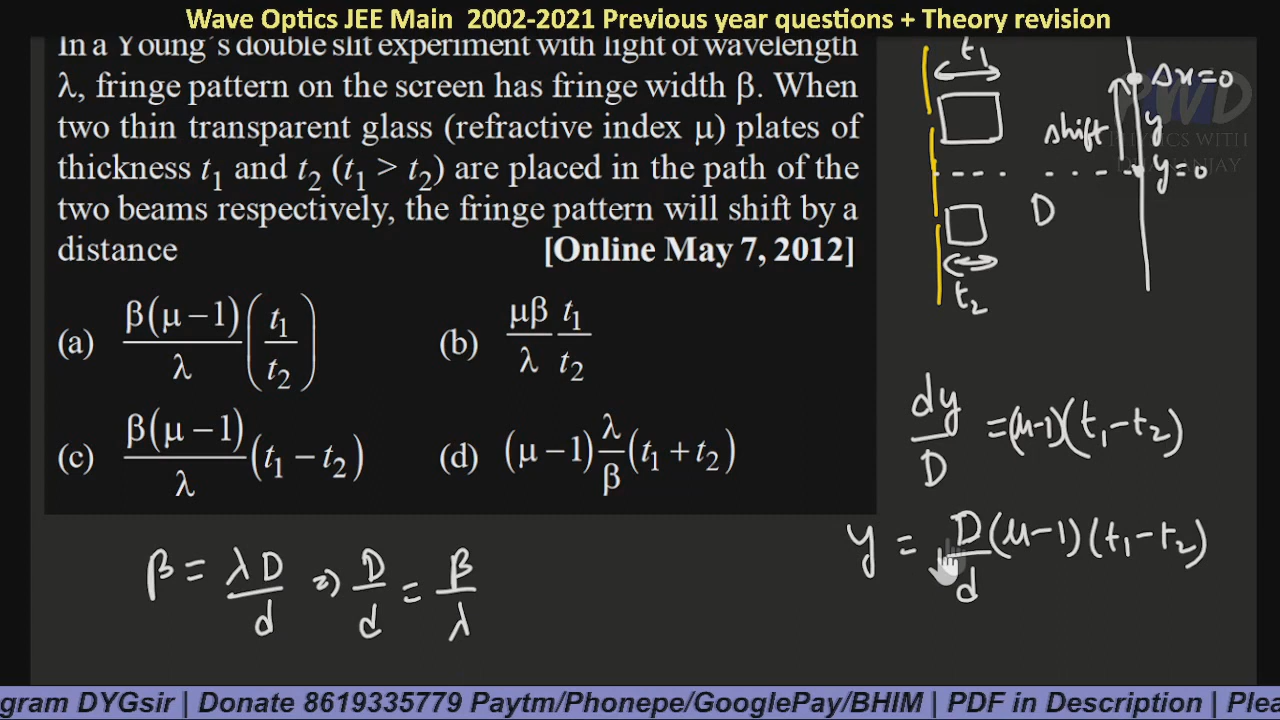 Wave Optics JEE Main 2002-2021 Previous year questions + Theory revision
In a Young's double slit experiment with light of wavelength
λ, fringe pattern on the screen has fringe width β. When
two thin transparent glass (refractive index μ) plates of
thickness t₁ and t₂ (t₁ > t₂) are placed in the path of the
two beams respectively, the fringe pattern will shift by a
distance [Online May 7, 2012]
(a) β(μ−1)/λ (t₁/t₂) (b) μβ/λ t₁/t₂
(c) β(μ−1)/λ (t₁ − t₂) (d) (μ−1) λ/β (t₁ + t₂)
t₁
Δx=0
shift y
y=0
D
t₂
dy/D = (μ-1)(t₁-t₂)
y = D/d (μ-1)(t₁-t₂)
β = λD/d => D/d = β/λ
PWD
PHYSICS WITH
gram DYGsir | Donate 8619335779 Paytm/Phonepe/GooglePay/BHIM | PDF in Description | Plea